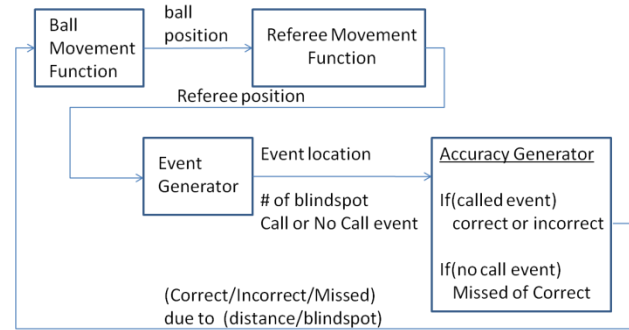 Ball
Movement
Function
ball
position
Referee Movement
Function
Referee position
Event
Generator
Event location
# of blindspot
Call or No Call event
Accuracy Generator
If(called event)
correct or incorrect
If(no call event)
Missed of Correct
(Correct/Incorrect/Missed)
due to (distance/blindspot)